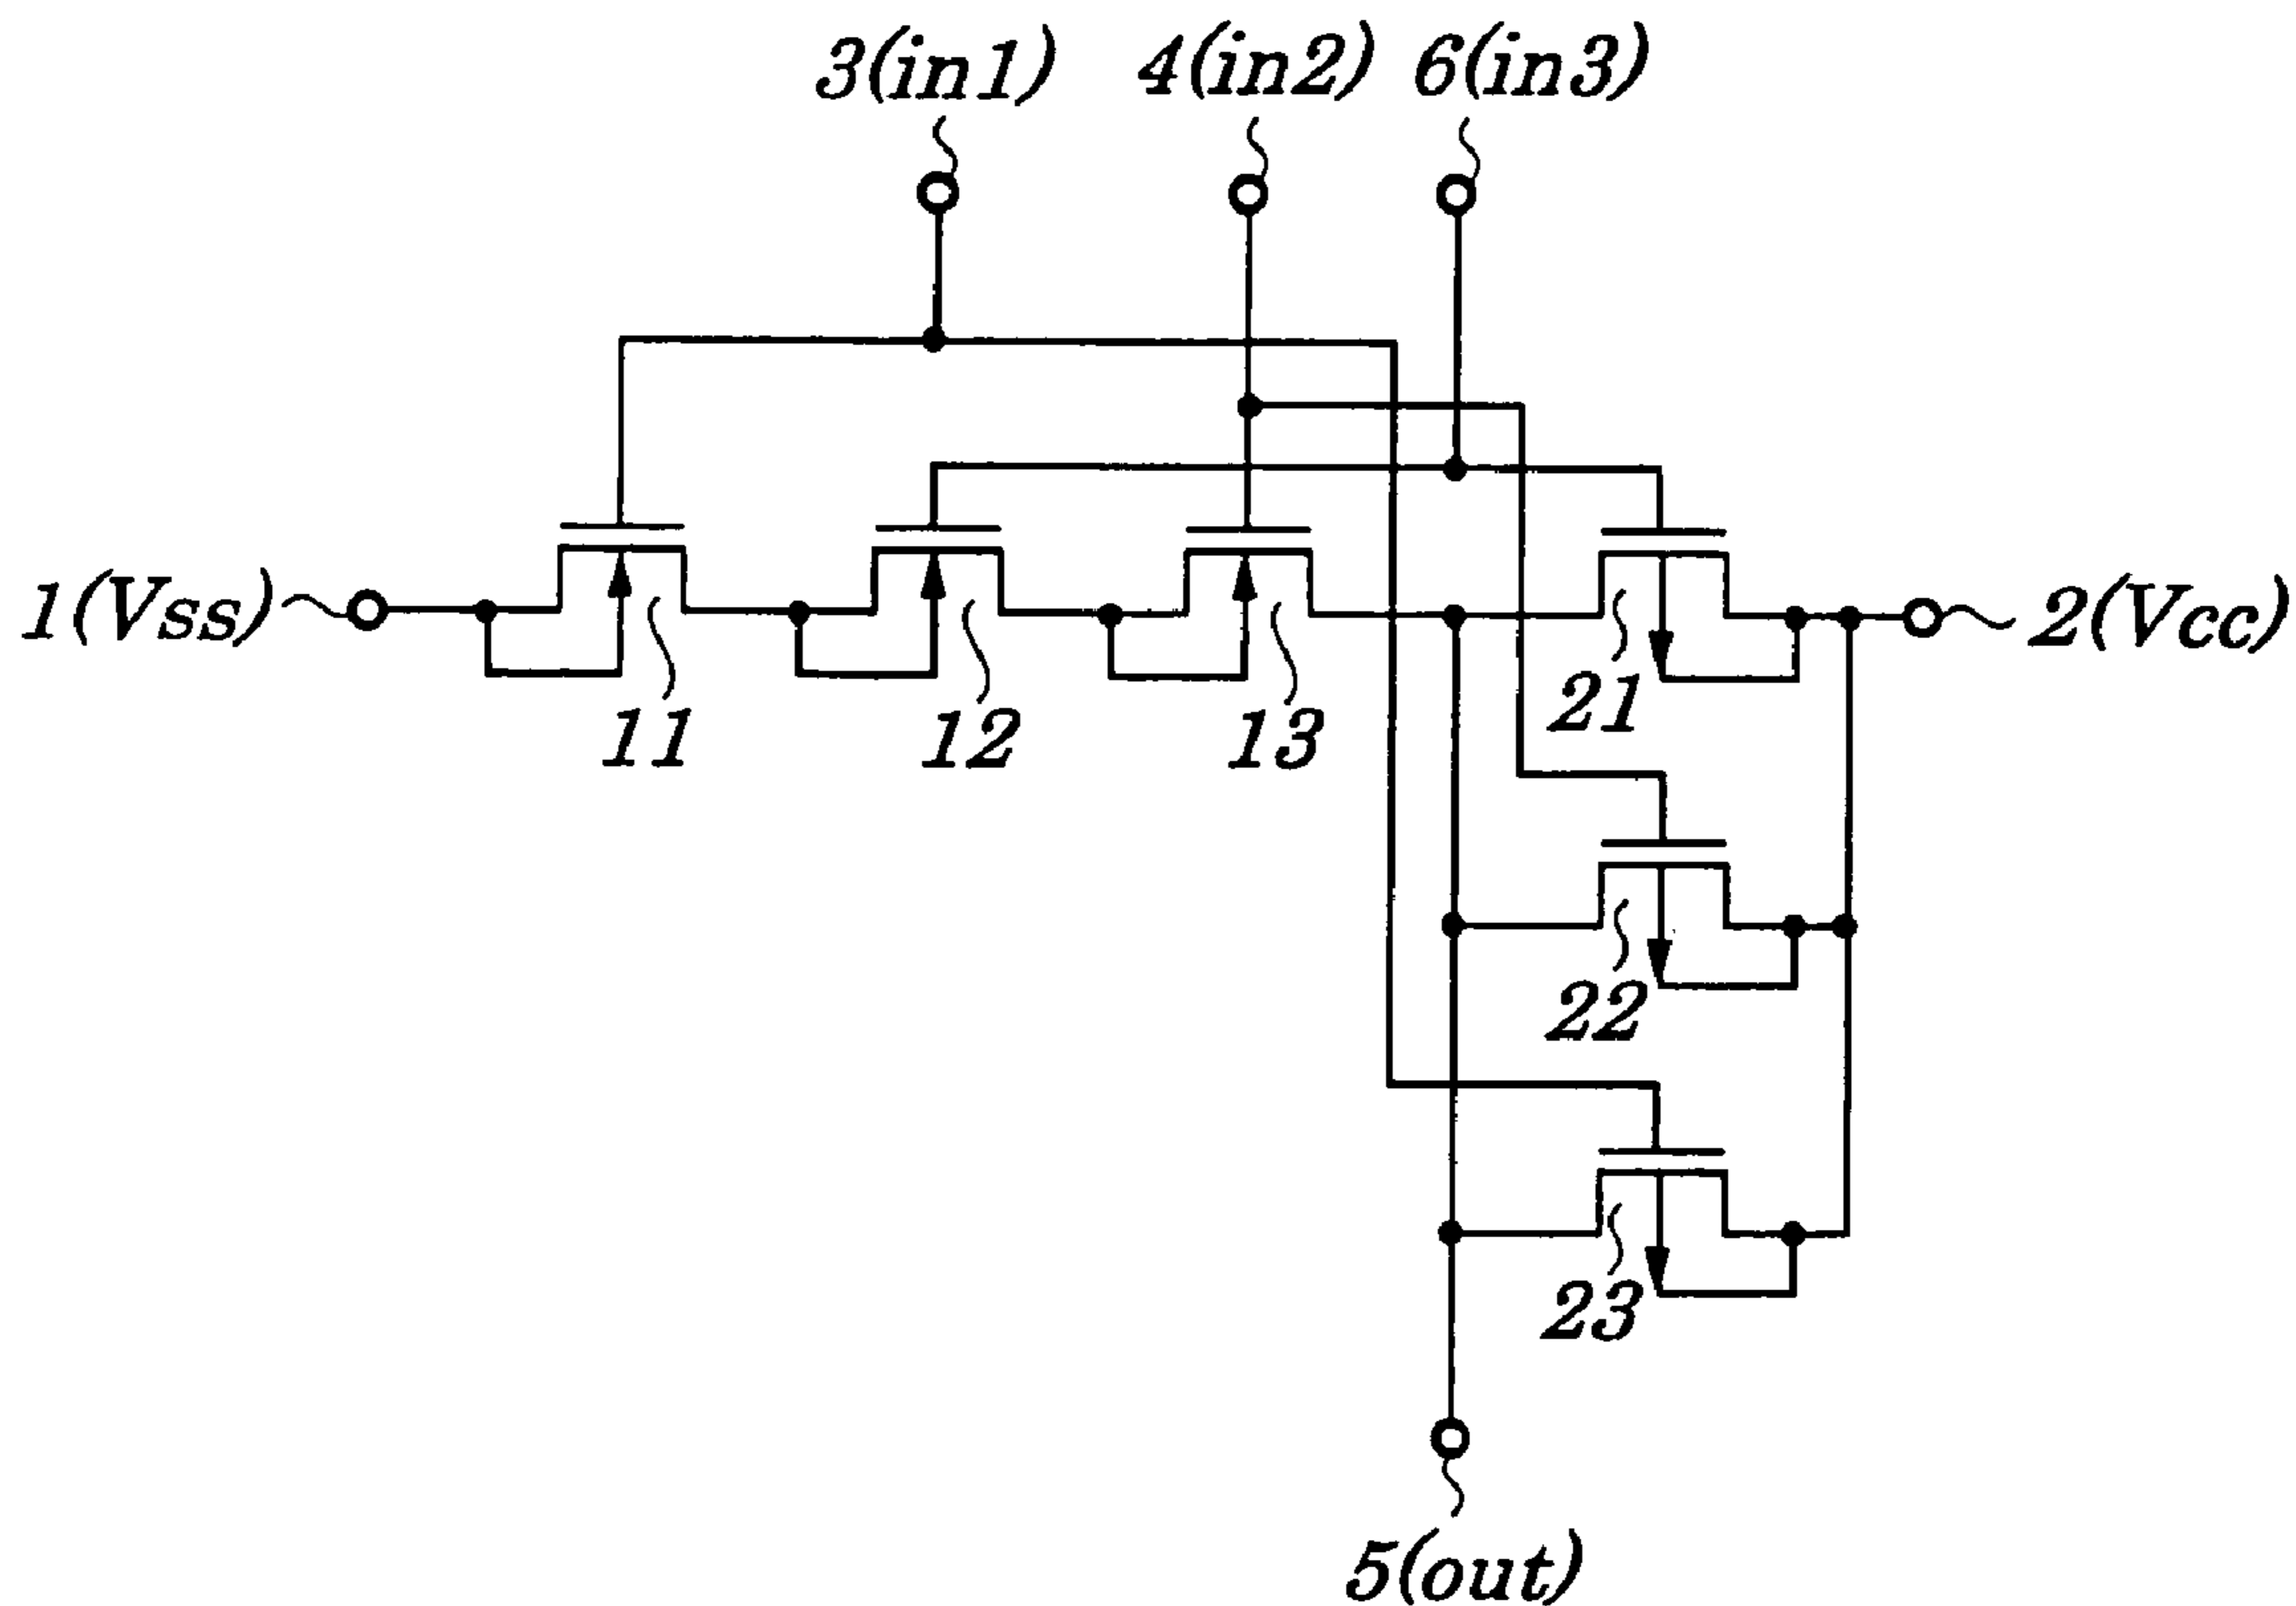 3(in1) 4(in2) 6(in3)
1(Vss)
2(Vcc)
11 12 13 21
22
23
5(out)